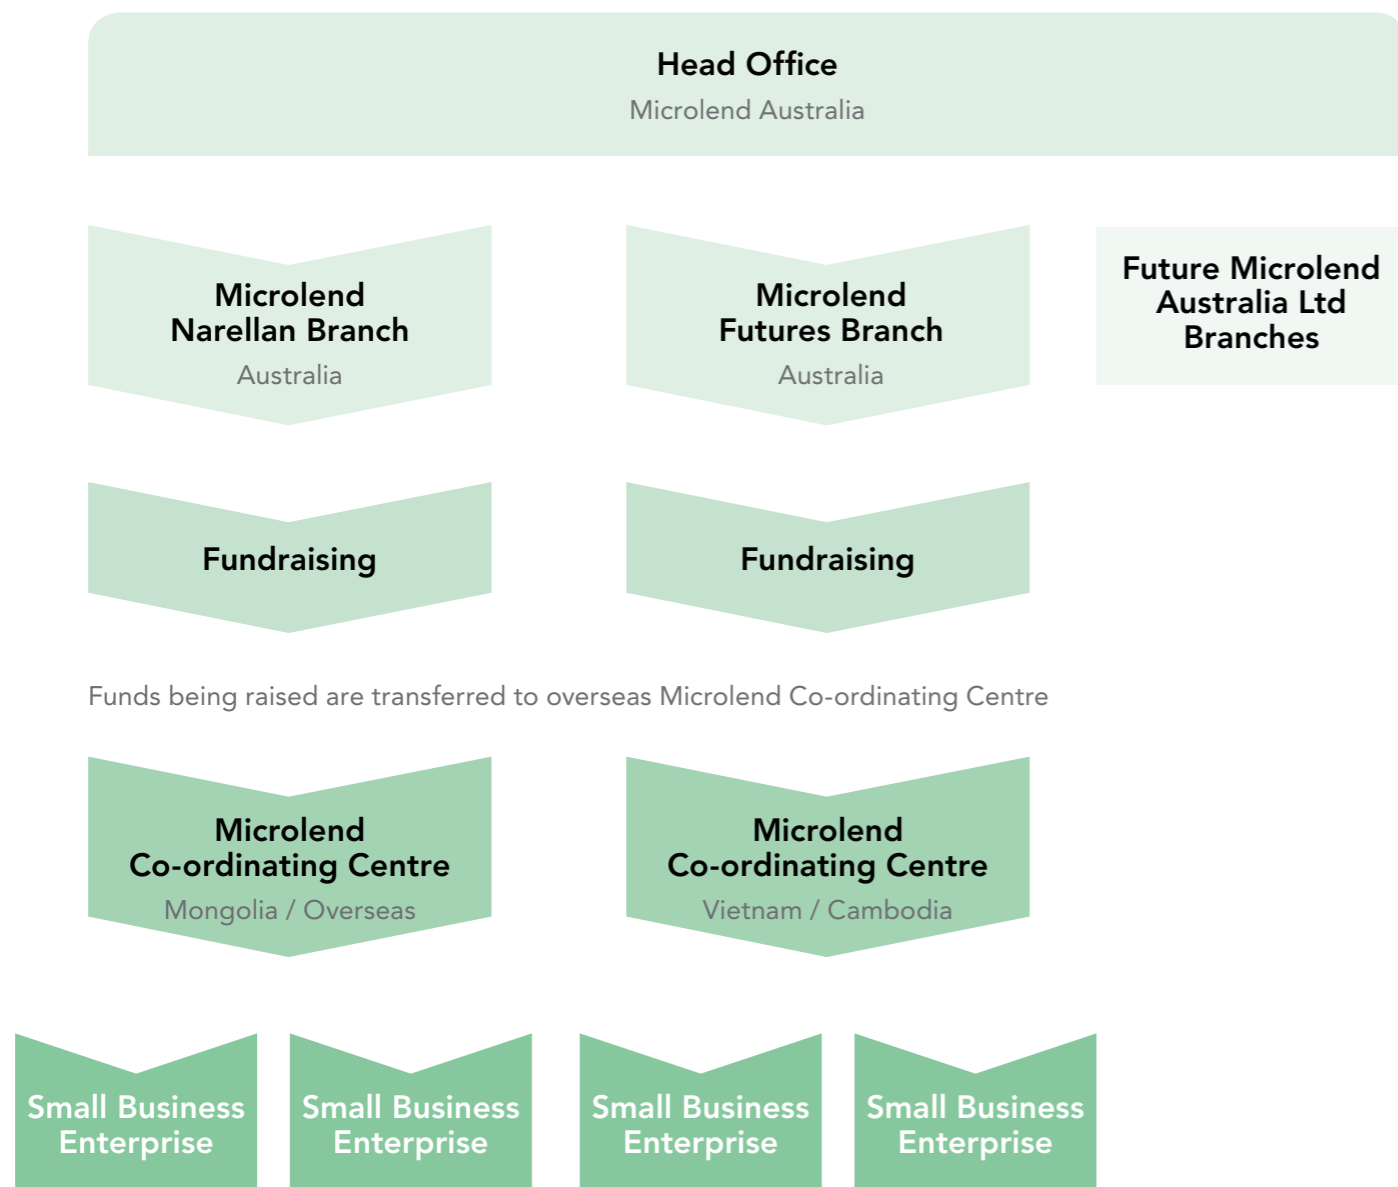 Head Office
Microlend Australia
Microlend
Narellan Branch
Australia
Microlend
Futures Branch
Australia
Future Microlend
Australia Ltd
Branches
Fundraising
Fundraising
Funds being raised are transferred to overseas Microlend Co-ordinating Centre
Microlend
Co-ordinating Centre
Mongolia / Overseas
Microlend
Co-ordinating Centre
Vietnam / Cambodia
Small Business
Enterprise
Small Business
Enterprise
Small Business
Enterprise
Small Business
Enterprise